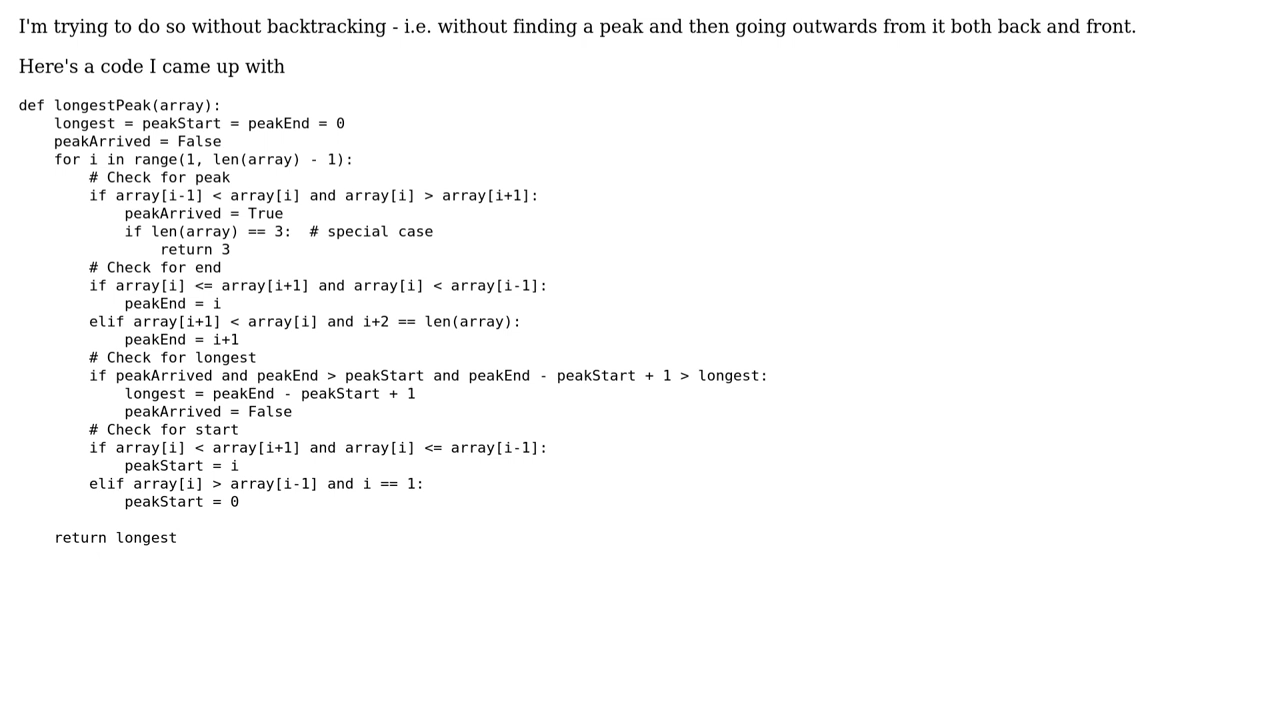 I'm trying to do so without backtracking - i.e. without finding a peak and then going outwards from it both back and front.
Here's a code I came up with
def longestPeak(array):
    longest = peakStart = peakEnd = 0
    peakArrived = False
    for i in range(1, len(array) - 1):
        # Check for peak
        if array[i-1] < array[i] and array[i] > array[i+1]:
            peakArrived = True
            if len(array) == 3:  # special case
                return 3
        # Check for end
        if array[i] <= array[i+1] and array[i] < array[i-1]:
            peakEnd = i
        elif array[i+1] < array[i] and i+2 == len(array):
            peakEnd = i+1
        # Check for longest
        if peakArrived and peakEnd > peakStart and peakEnd - peakStart + 1 > longest:
            longest = peakEnd - peakStart + 1
            peakArrived = False
        # Check for start
        if array[i] < array[i+1] and array[i] <= array[i-1]:
            peakStart = i
        elif array[i] > array[i-1] and i == 1:
            peakStart = 0
    return longest